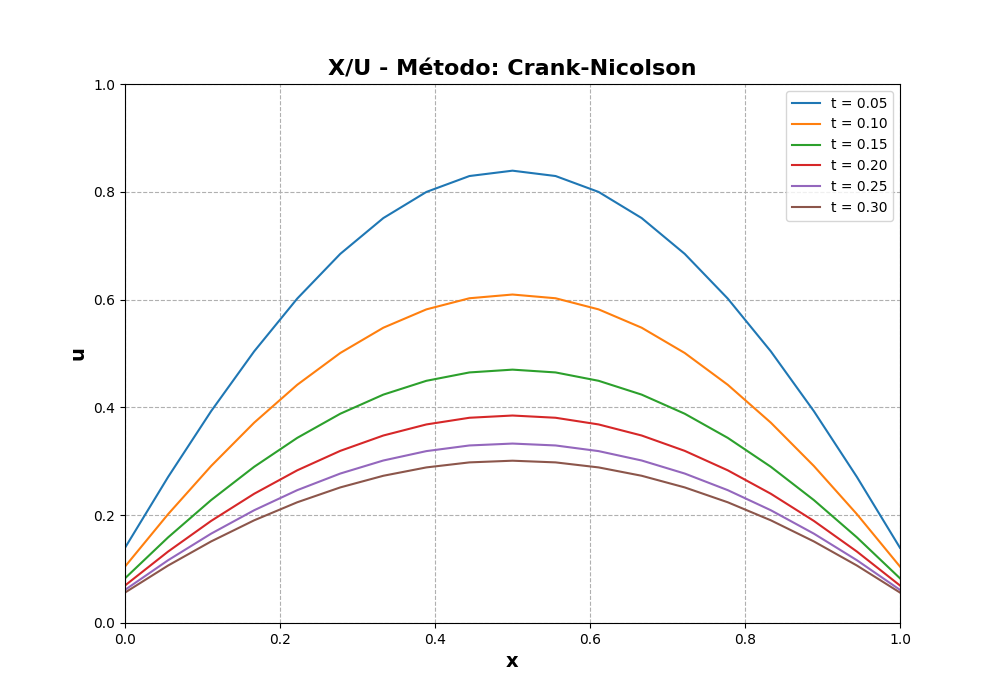 X/U - Método: Crank-Nicolson
1.0
0.8
0.6
0.4
0.2
0.0
u
t = 0.05
t = 0.10
t = 0.15
t = 0.20
t = 0.25
t = 0.30
0.0 0.2 0.4 0.6 0.8 1.0
x